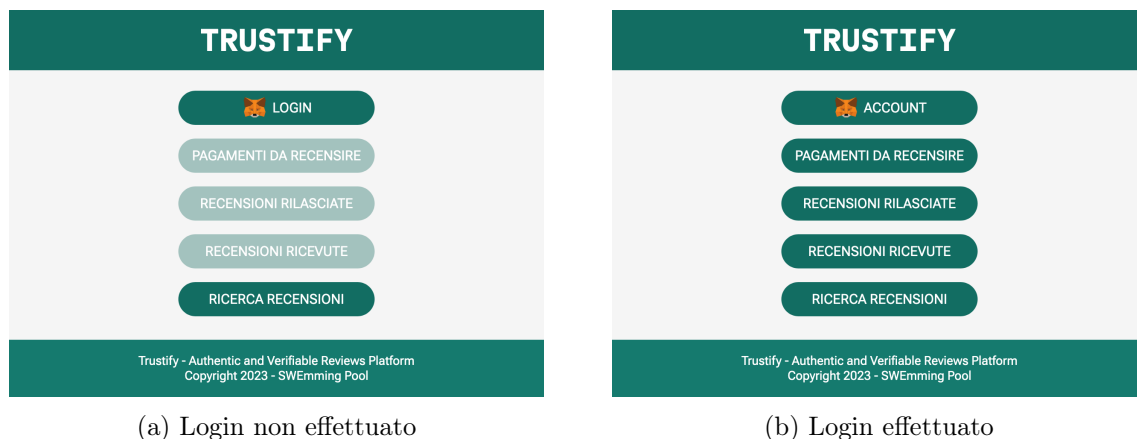 TRUSTIFY
LOGIN
PAGAMENTI DA RECENSIRE
RECENSIONI RILASCIATE
RECENSIONI RICEVUTE
RICERCA RECENSIONI
Trustify - Authentic and Verifiable Reviews Platform
Copyright 2023 - SWEmming Pool
(a) Login non effettuato
TRUSTIFY
ACCOUNT
PAGAMENTI DA RECENSIRE
RECENSIONI RILASCIATE
RECENSIONI RICEVUTE
RICERCA RECENSIONI
Trustify - Authentic and Verifiable Reviews Platform
Copyright 2023 - SWEmming Pool
(b) Login effettuato